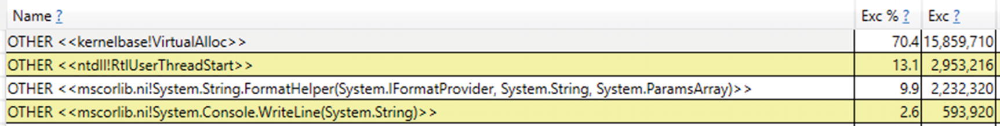 Name ? Exc % ? Exc ?
OTHER <<kernelbase!VirtualAlloc>> 70.4 15,859,710
OTHER <<ntdll!RtlUserThreadStart>> 13.1 2,953,216
OTHER <<mscorlib.ni!System.String.FormatHelper(System.IFormatProvider, System.String, System.ParamsArray)>> 9.9 2,232,320
OTHER <<mscorlib.ni!System.Console.WriteLine(System.String)>> 2.6 593,920